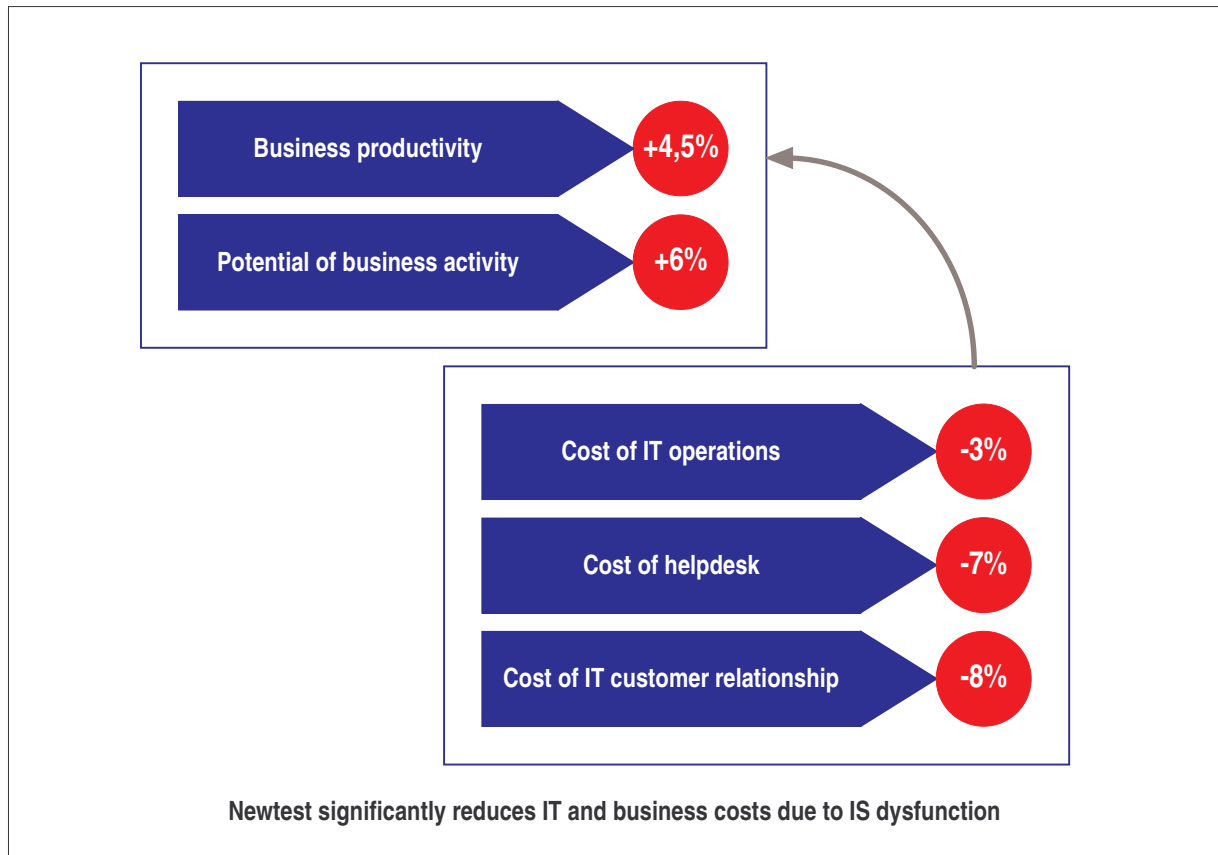 Business productivity
+4,5%
Potential of business activity
+6%
Cost of IT operations
-3%
Cost of helpdesk
-7%
Cost of IT customer relationship
-8%
Newtest significantly reduces IT and business costs due to IS dysfunction